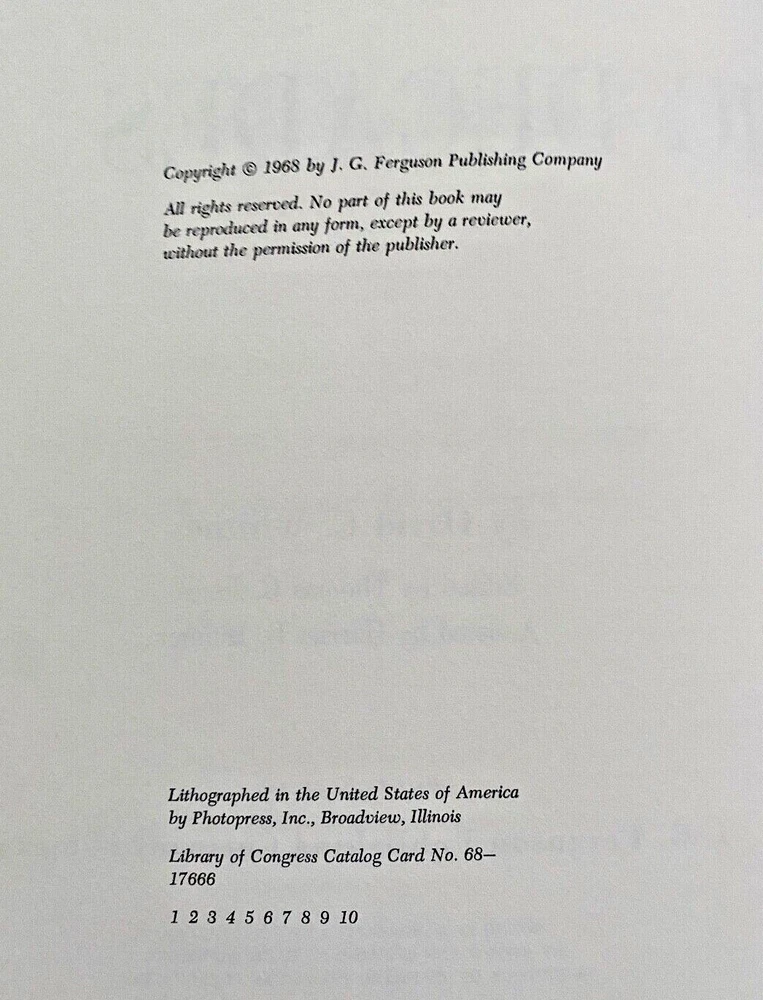 Copyright © 1968 by J. G. Ferguson Publishing Company
All rights reserved. No part of this book may
be reproduced in any form, except by a reviewer,
without the permission of the publisher.
Lithographed in the United States of America
by Photopress, Inc., Broadview, Illinois
Library of Congress Catalog Card No. 68–
17666
1 2 3 4 5 6 7 8 9 10